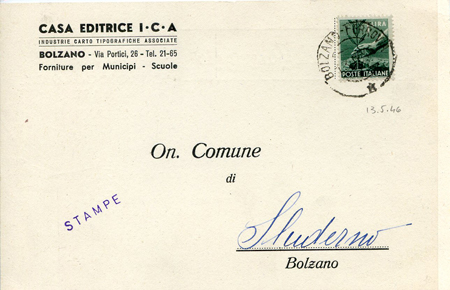 CASA EDITRICE I·C·A
INDUSTRIE CARTO TIPOGRAFICHE ASSOCIATE
BOLZANO - Via Portici, 26 - Tel. 21-65
Forniture per Municipi - Scuole
LIRA
POSTE ITALIANE
BOLZANO
13.5.46
On. Comune
di
STAMPE
Sluderno
Bolzano